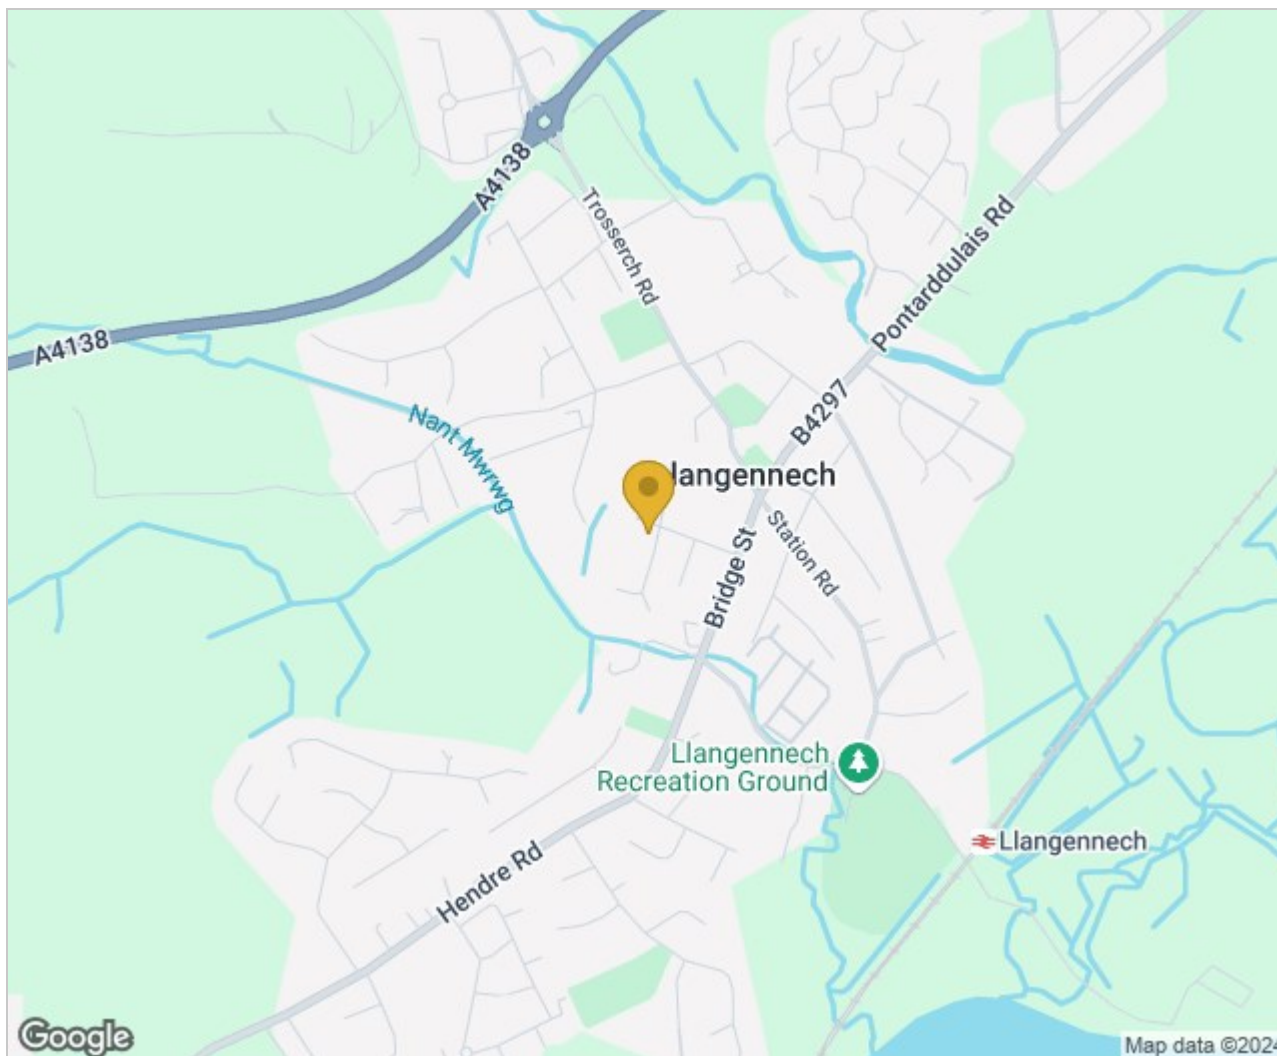 A4138
Trosserch Rd
Pontarddulais Rd
A4138
Nant Mwrwg
B4297
langennech
Station Rd
Bridge St
Llangennech
Recreation Ground
Llangennech
Hendre Rd
Google
Map data ©2024